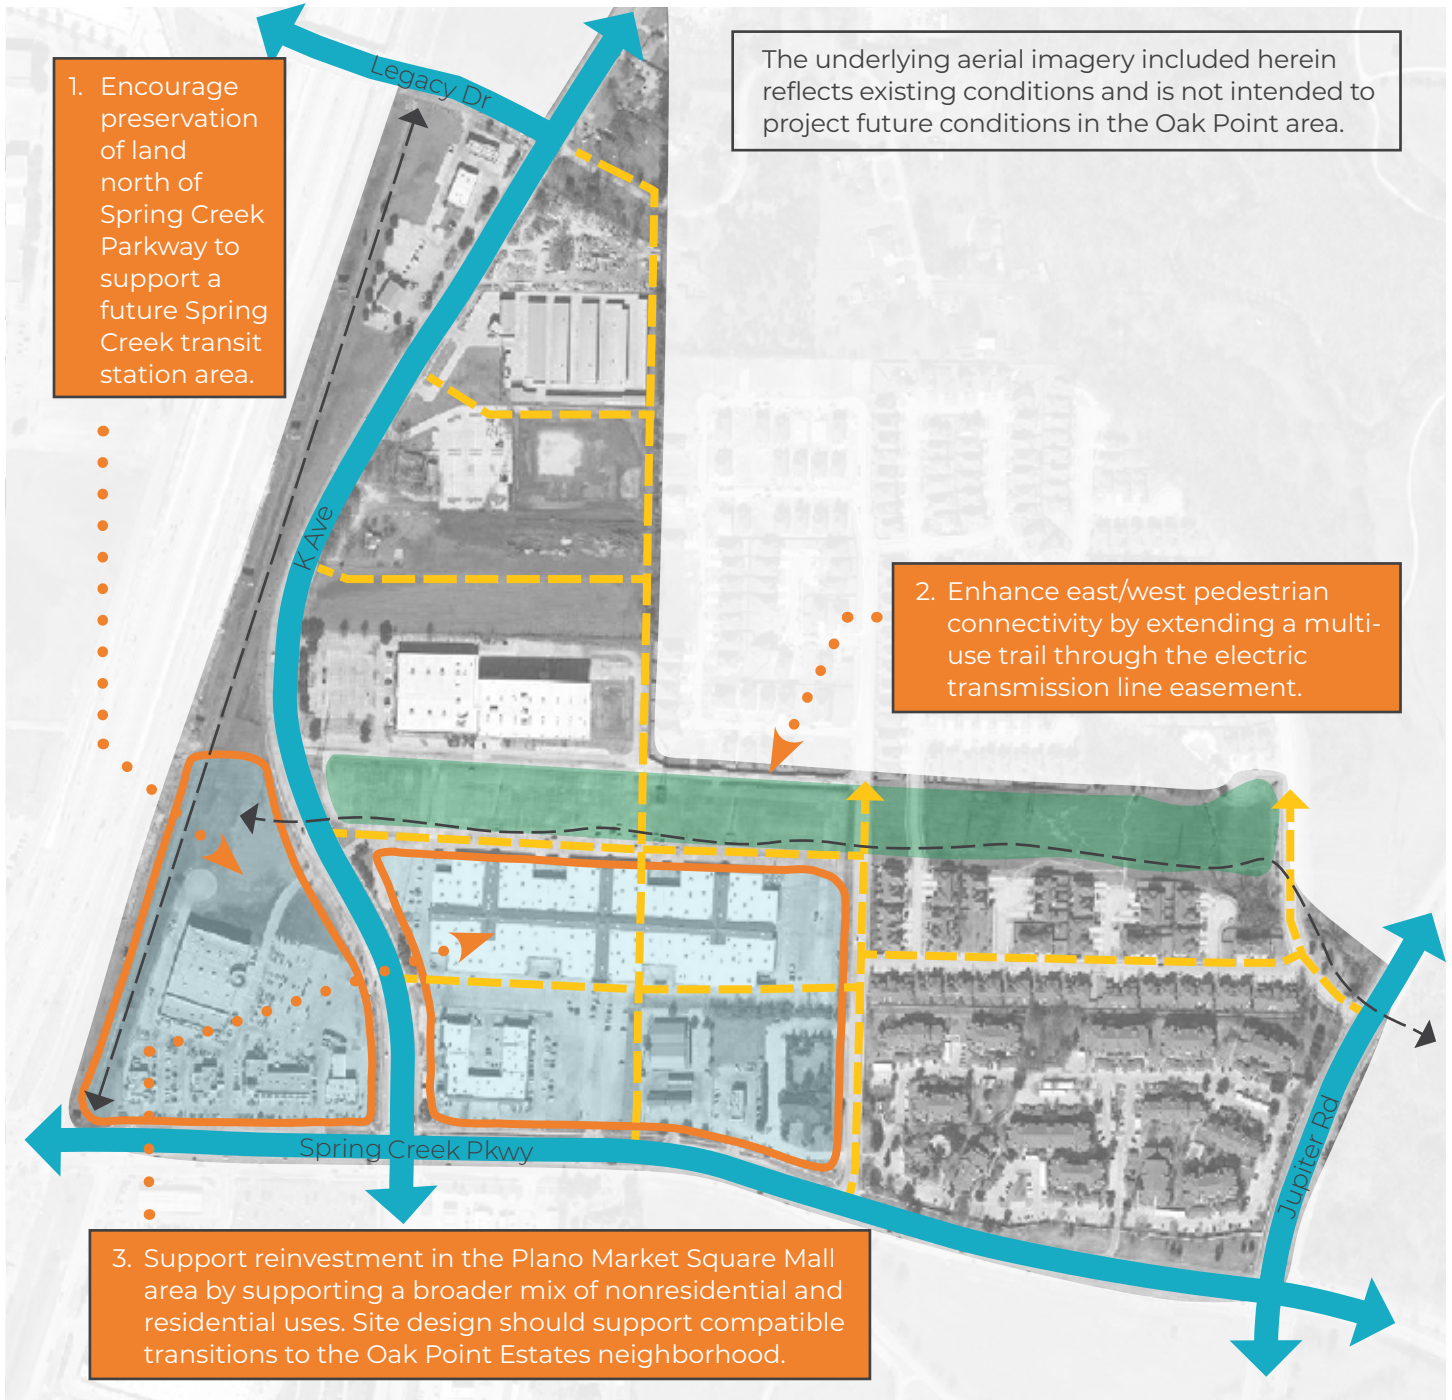 Legacy Dr
The underlying aerial imagery included herein
reflects existing conditions and is not intended to
project future conditions in the Oak Point area.
1. Encourage
preservation
of land
north of
Spring Creek
Parkway to
support a
future Spring
Creek transit
station area.
K Ave
2. Enhance east/west pedestrian
connectivity by extending a multi-
use trail through the electric
transmission line easement.
Jupiter Rd
Spring Creek Pkwy
3. Support reinvestment in the Plano Market Square Mall
area by supporting a broader mix of nonresidential and
residential uses. Site design should support compatible
transitions to the Oak Point Estates neighborhood.